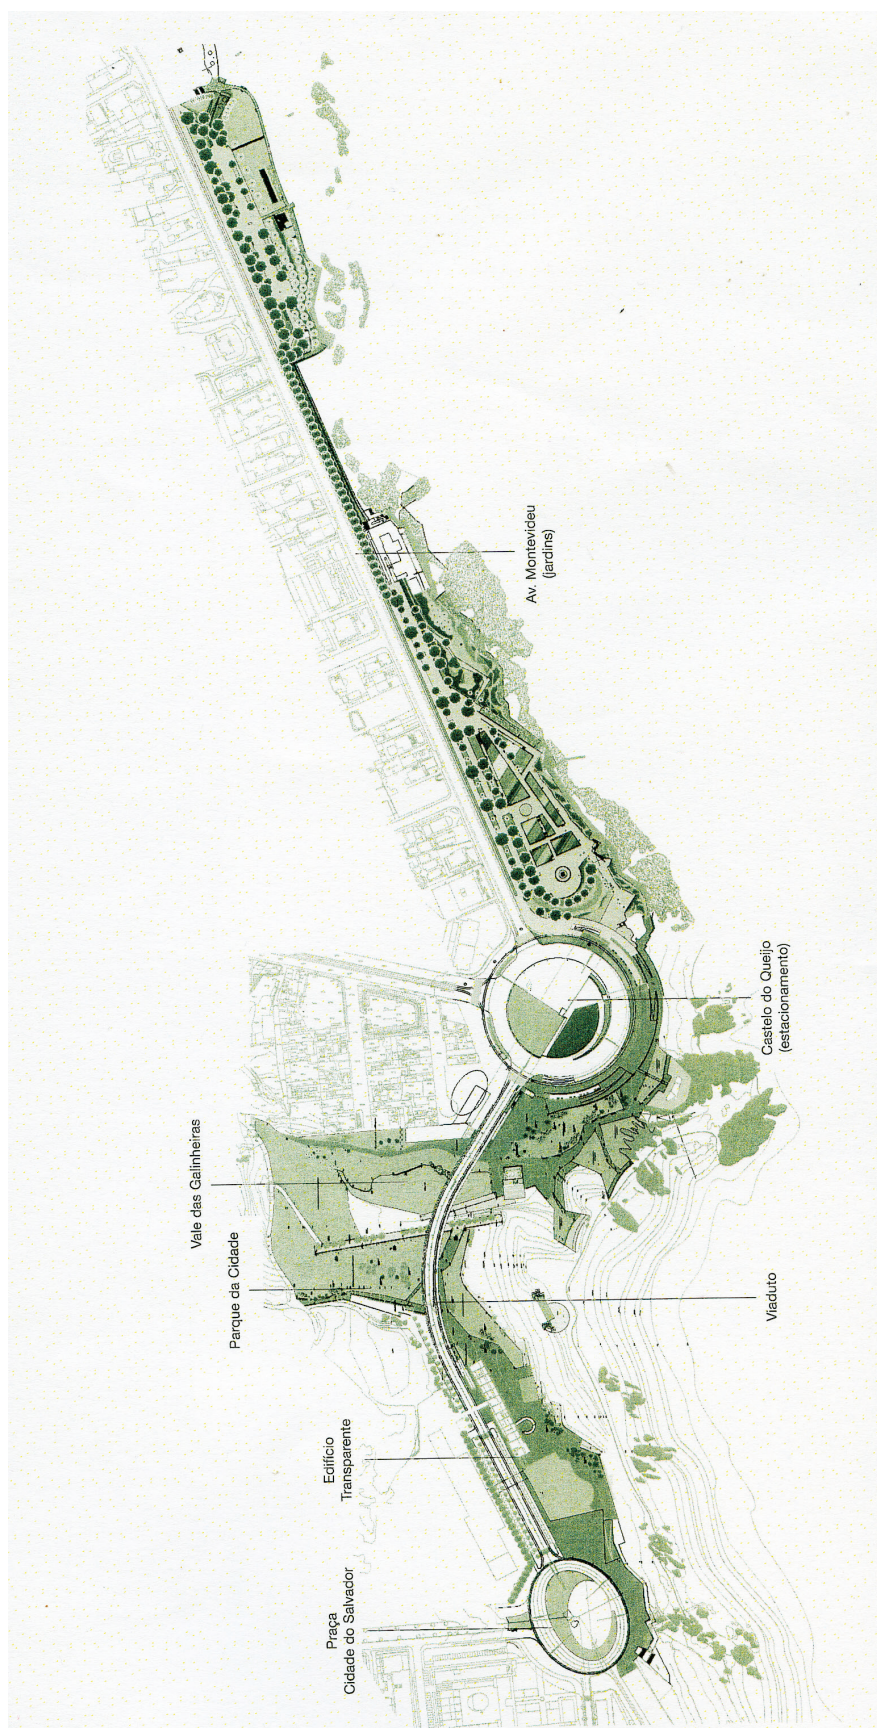 Av. Montevideu
(jardins)
Castelo do Queijo
(estacionamento)
Vale das Galinheiras
Parque da Cidade
Viaduto
Edifício
Transparente
Praça
Cidade do Salvador